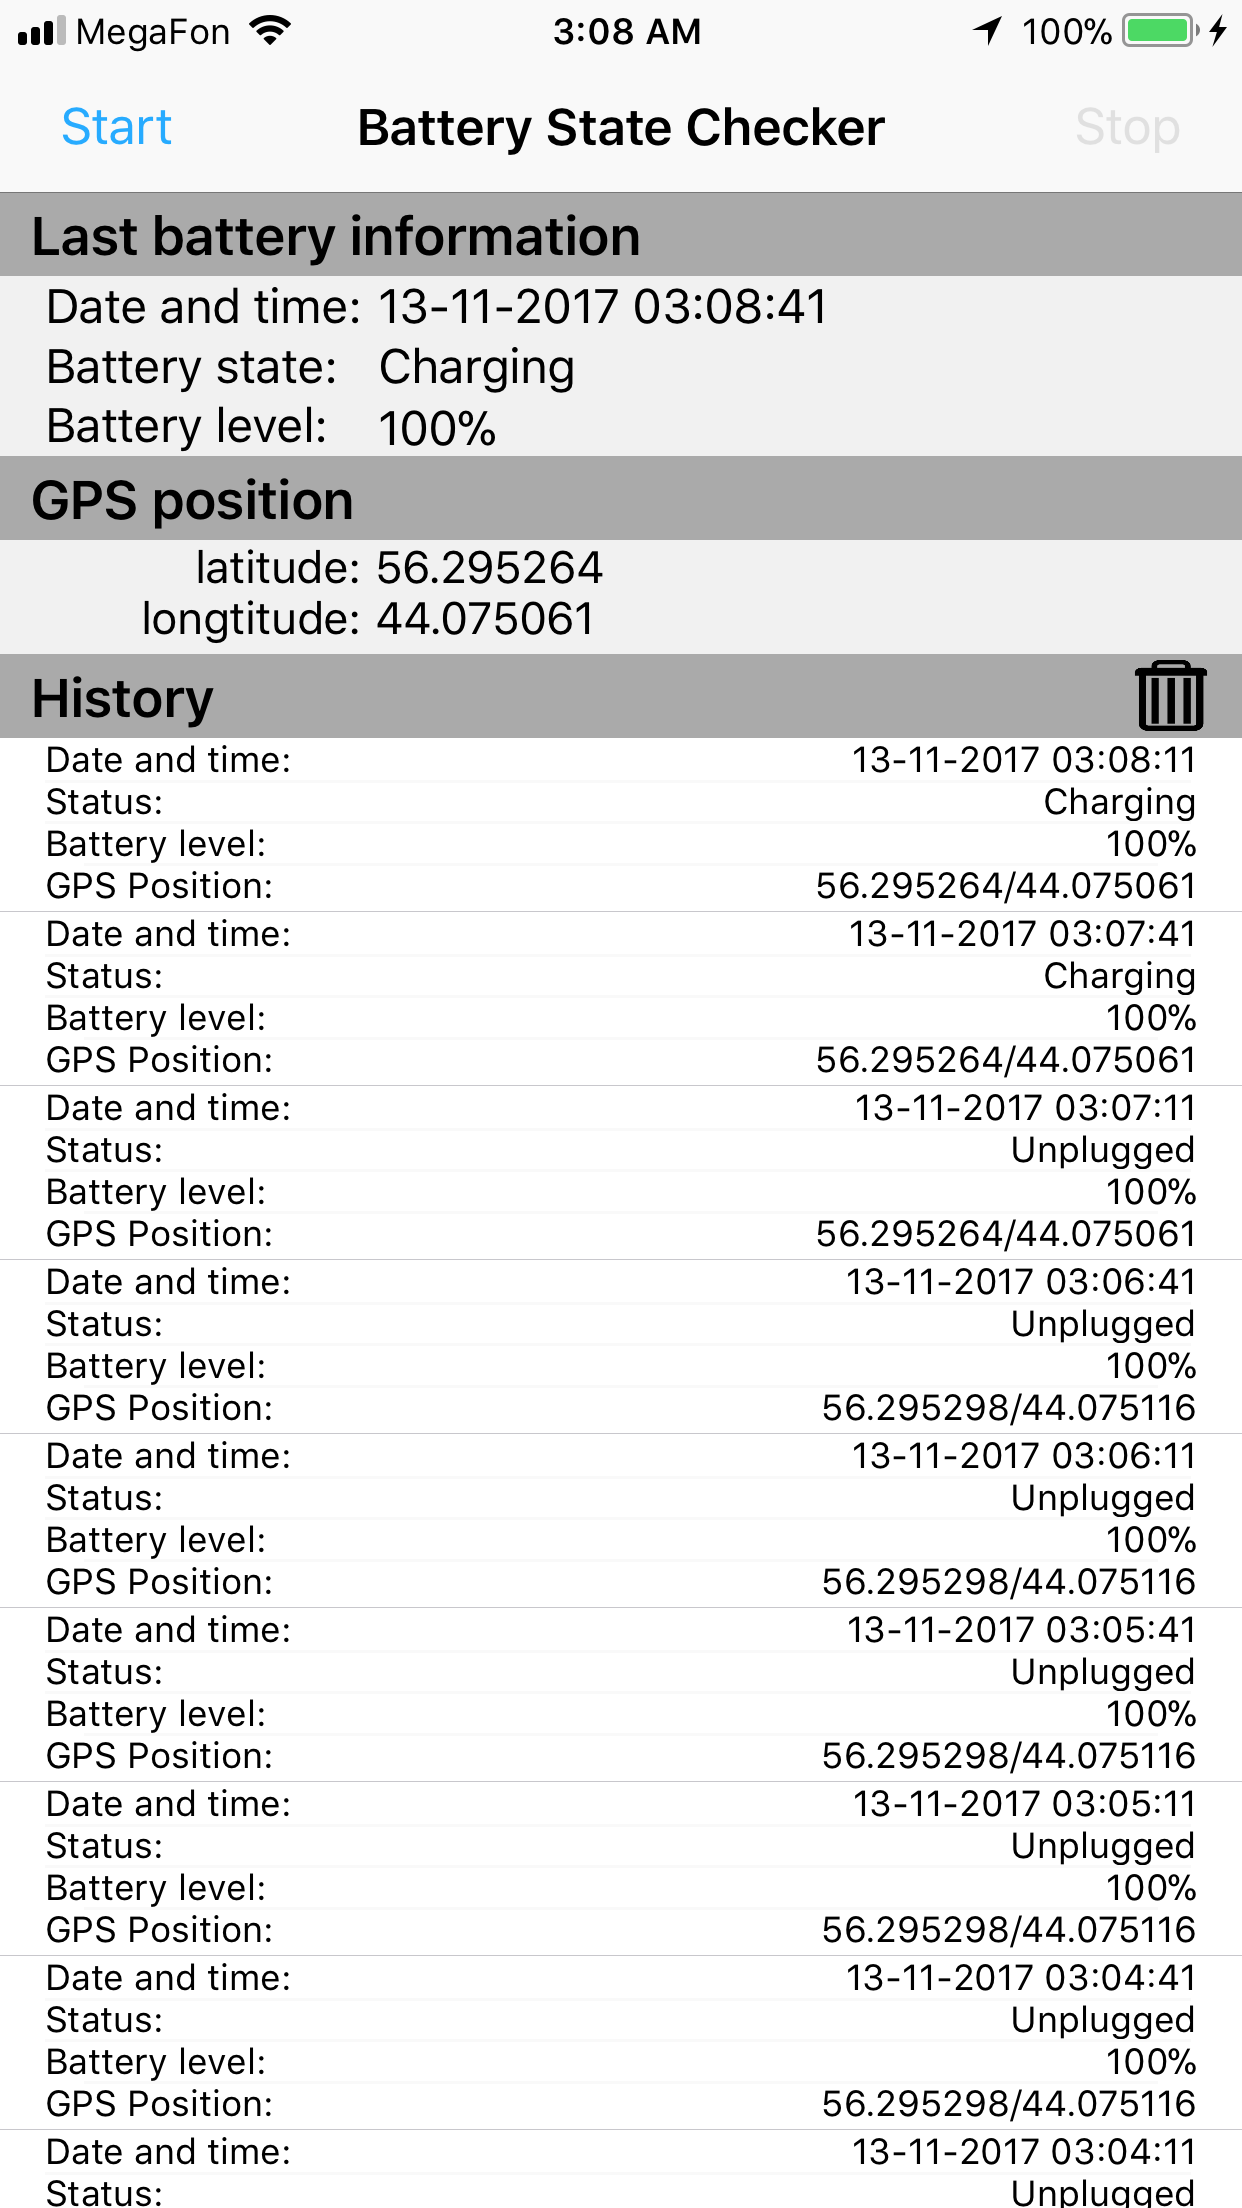 MegaFon 3:08 AM 100%
Start Battery State Checker Stop
Last battery information
Date and time: 13-11-2017 03:08:41
Battery state: Charging
Battery level: 100%
GPS position
latitude: 56.295264
longtitude: 44.075061
History
Date and time: 13-11-2017 03:08:11
Status: Charging
Battery level: 100%
GPS Position: 56.295264/44.075061
Date and time: 13-11-2017 03:07:41
Status: Charging
Battery level: 100%
GPS Position: 56.295264/44.075061
Date and time: 13-11-2017 03:07:11
Status: Unplugged
Battery level: 100%
GPS Position: 56.295264/44.075061
Date and time: 13-11-2017 03:06:41
Status: Unplugged
Battery level: 100%
GPS Position: 56.295298/44.075116
Date and time: 13-11-2017 03:06:11
Status: Unplugged
Battery level: 100%
GPS Position: 56.295298/44.075116
Date and time: 13-11-2017 03:05:41
Status: Unplugged
Battery level: 100%
GPS Position: 56.295298/44.075116
Date and time: 13-11-2017 03:05:11
Status: Unplugged
Battery level: 100%
GPS Position: 56.295298/44.075116
Date and time: 13-11-2017 03:04:41
Status: Unplugged
Battery level: 100%
GPS Position: 56.295298/44.075116
Date and time: 13-11-2017 03:04:11
Status: Unplugged